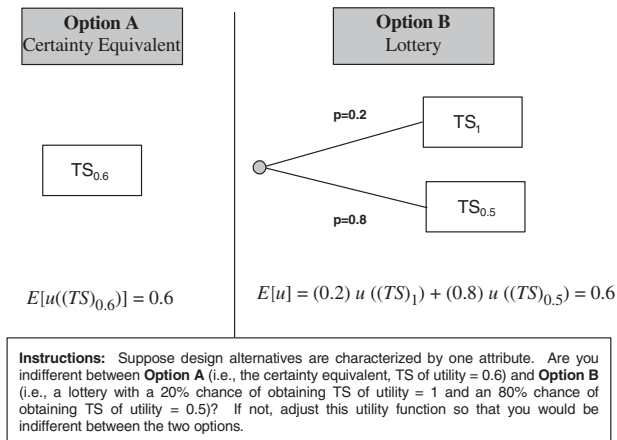 Option A
Certainty Equivalent
Option B
Lottery
p=0.2
TS₁
TS₀.₆
TS₀.₅
p=0.8
E[u((TS)₀.₆)] = 0.6
E[u] = (0.2) u ((TS)₁) + (0.8) u ((TS)₀.₅) = 0.6
Instructions: Suppose design alternatives are characterized by one attribute. Are you
indifferent between Option A (i.e., the certainty equivalent, TS of utility = 0.6) and Option B
(i.e., a lottery with a 20% chance of obtaining TS of utility = 1 and an 80% chance of
obtaining TS of utility = 0.5)? If not, adjust this utility function so that you would be
indifferent between the two options.